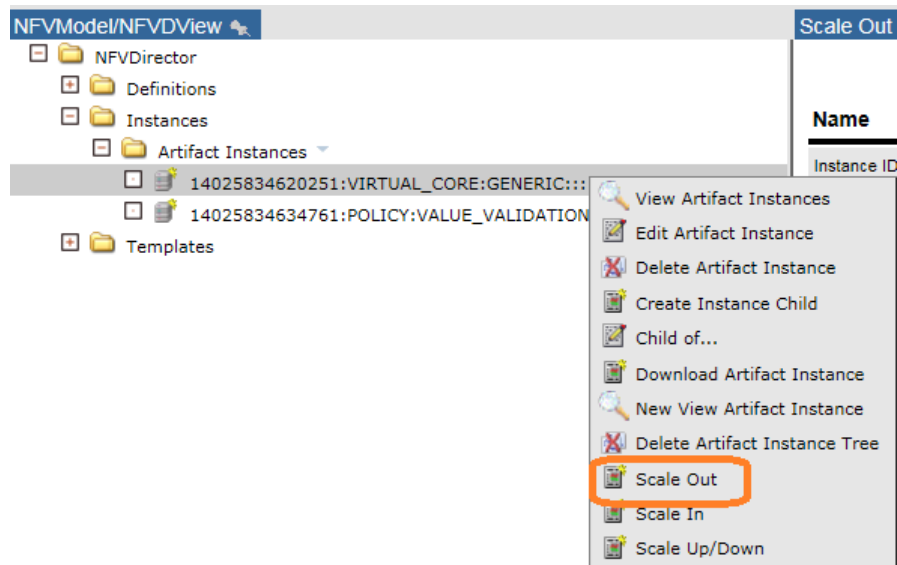 NFVModel/NFVDView
Scale Out
NFVDirector
Definitions
Instances
Name
Artifact Instances
Instance ID
14025834620251:VIRTUAL_CORE:GENERIC:::
14025834634761:POLICY:VALUE_VALIDATION
Templates
View Artifact Instances
Edit Artifact Instance
Delete Artifact Instance
Create Instance Child
Child of...
Download Artifact Instance
New View Artifact Instance
Delete Artifact Instance Tree
Scale Out
Scale In
Scale Up/Down